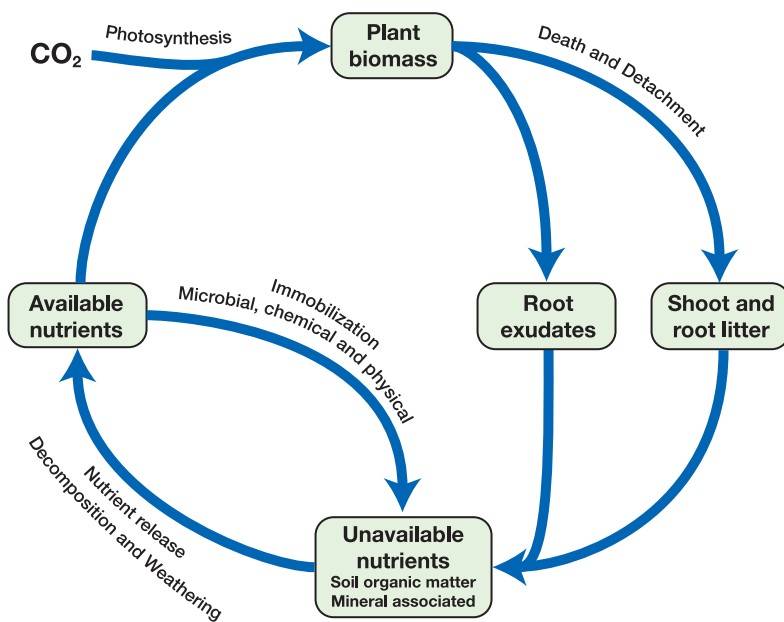 Photosynthesis
CO₂
Plant
biomass
Death and Detachment
Available
nutrients
Immobilization
Microbial, chemical and physical
Root
exudates
Shoot and
root litter
Nutrient release
Decomposition and Weathering
Unavailable
nutrients
Soil organic matter
Mineral associated